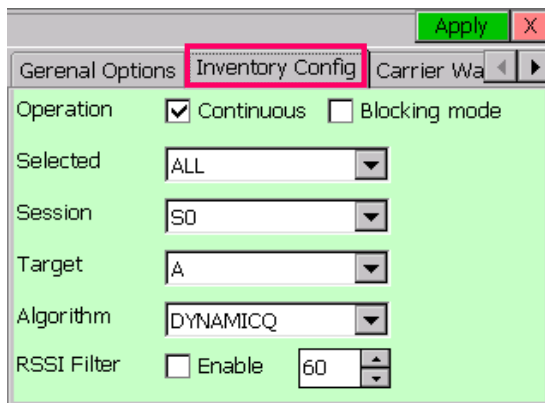 Apply X
Gerenal Options Inventory Config Carrier Wa
Operation Continuous Blocking mode
Selected ALL
Session S0
Target A
Algorithm DYNAMICQ
RSSI Filter Enable 60